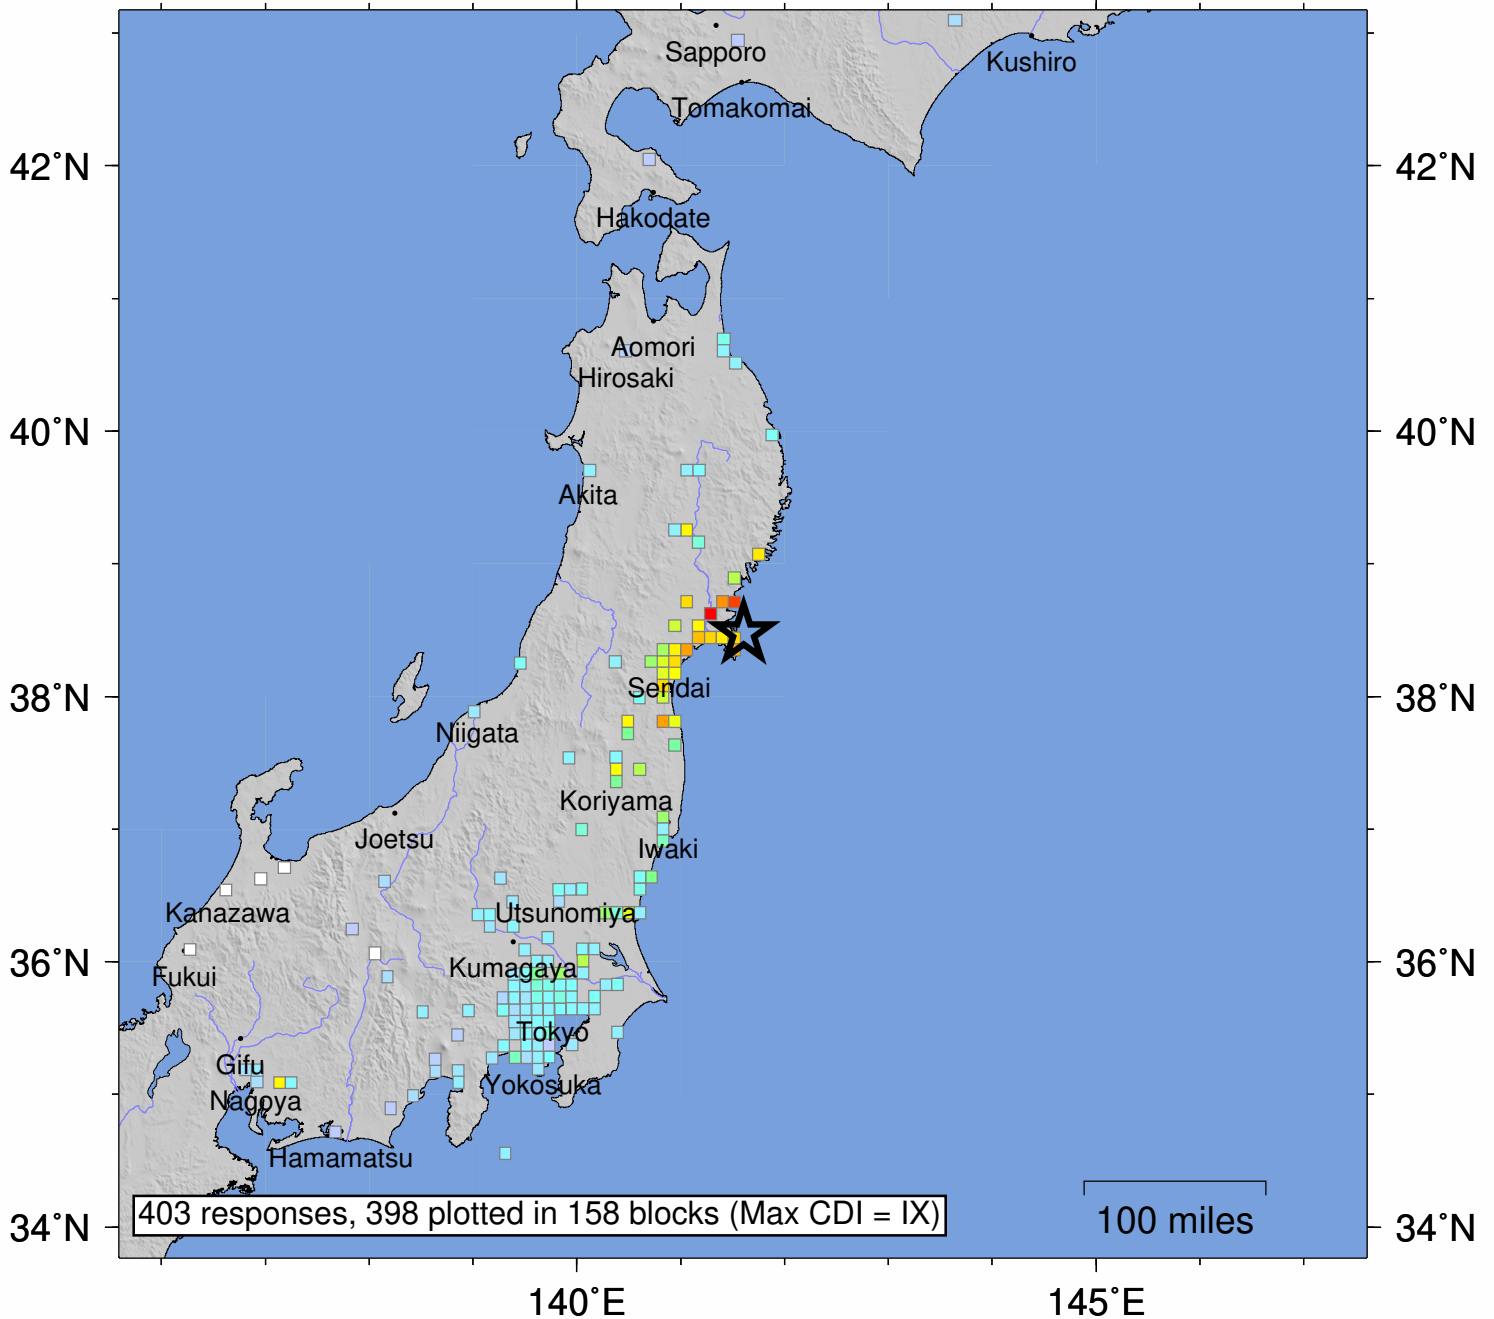 Sapporo
Kushiro
Tomakomai
42°N
42°N
Hakodate
Aomori
Hirosaki
40°N
40°N
Akita
Sendai
38°N
38°N
Niigata
Koriyama
Joetsu
Iwaki
Kanazawa
Utsunomiya
36°N
36°N
Fukui
Kumagaya
Tokyo
Gifu
Yokosuka
Nagoya
Hamamatsu
403 responses, 398 plotted in 158 blocks (Max CDI = IX)
100 miles
34°N
34°N
140°E
145°E